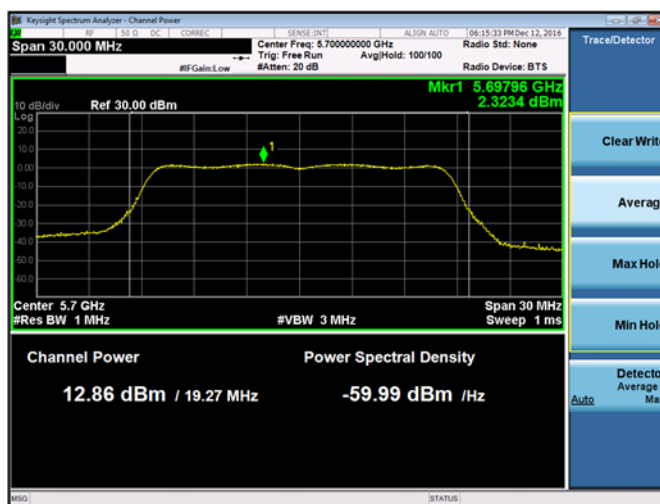 Keysight Spectrum Analyzer - Channel Power
RF 50 Ω DC CORREC SENSE:INT ALIGN AUTO 06:15:33 PM Dec 12, 2016
Span 30.000 MHz
Center Freq: 5.700000000 GHz
Radio Std: None
Trig: Free Run Avg|Hold: 100/100
#IFGain:Low #Atten: 20 dB
Radio Device: BTS
Trace/Detector
Mkr1 5.69796 GHz
2.3234 dBm
10 dB/div Ref 30.00 dBm
Log
20.0
10.0
0.00
-10.0
-20.0
-30.0
-40.0
-50.0
-60.0
1
Center 5.7 GHz Span 30 MHz
#Res BW 1 MHz #VBW 3 MHz Sweep 1 ms
Channel Power
Power Spectral Density
12.86 dBm / 19.27 MHz
-59.99 dBm /Hz
Clear Write
Averag
Max Hol
Min Hol
Detecto
Average
Auto Ma
MSG STATUS